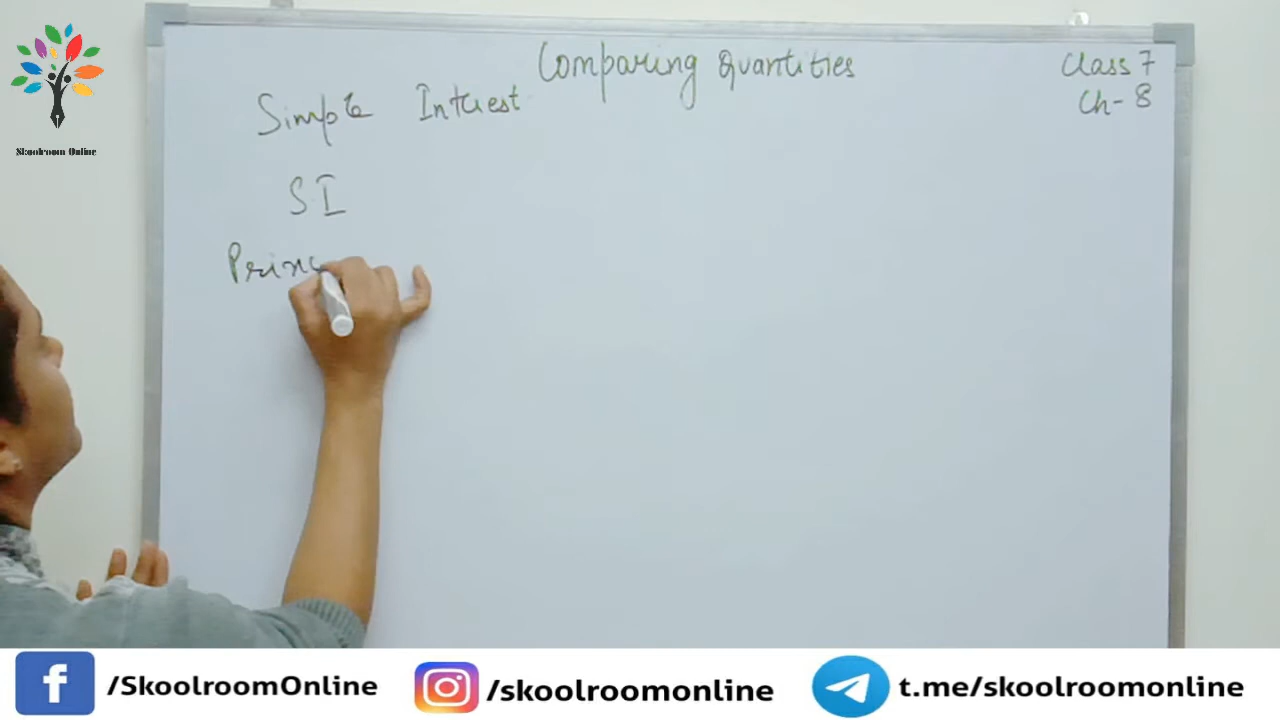 Comparing Quantities
Class 7
Ch- 8
Simple Interest
S.I
Princ
Skoolroom Online
/SkoolroomOnline
/skoolroomonline
t.me/skoolroomonline